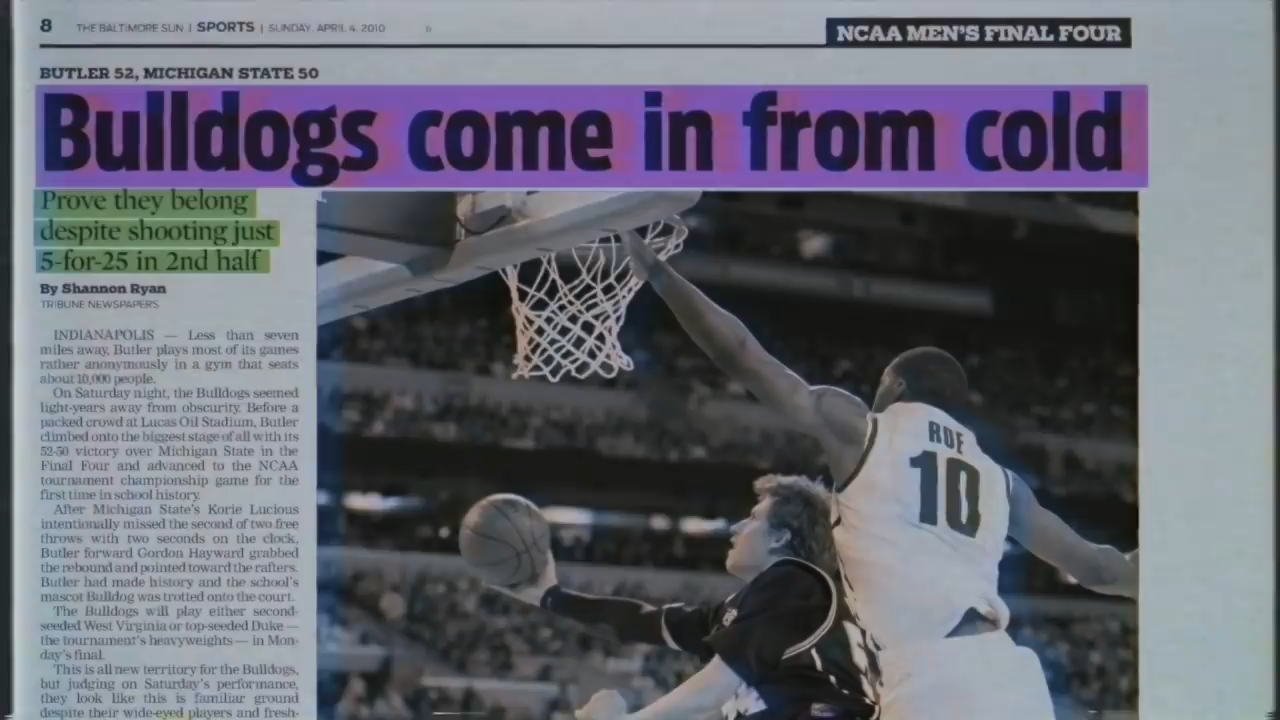 8 THE BALTIMORE SUN | SPORTS | SUNDAY, APRIL 4, 2010
NCAA MEN'S FINAL FOUR
BUTLER 52, MICHIGAN STATE 50
Bulldogs come in from cold
Prove they belong
despite shooting just
5-for-25 in 2nd half
By Shannon Ryan
TRIBUNE NEWSPAPERS
INDIANAPOLIS — Less than seven
miles away, Butler plays most of its games
rather anonymously in a gym that seats
about 10,000 people.
On Saturday night, the Bulldogs seemed
light-years away from obscurity. Before a
packed crowd at Lucas Oil Stadium, Butler
climbed onto the biggest stage of all with its
52-50 victory over Michigan State in the
Final Four and advanced to the NCAA
tournament championship game for the
first time in school history.
After Michigan State's Korie Lucious
intentionally missed the second of two free
throws with two seconds on the clock,
Butler forward Gordon Hayward grabbed
the rebound and pointed toward the rafters.
Butler had made history and the school's
mascot Bulldog was trotted onto the court.
The Bulldogs will play either second-
seeded West Virginia or top-seeded Duke —
the tournament's heavyweights — in Mon-
day's final.
This is all new territory for the Bulldogs,
but judging on Saturday's performance,
they look like this is familiar ground
despite their wide-eyed players and fresh-
ROE
10